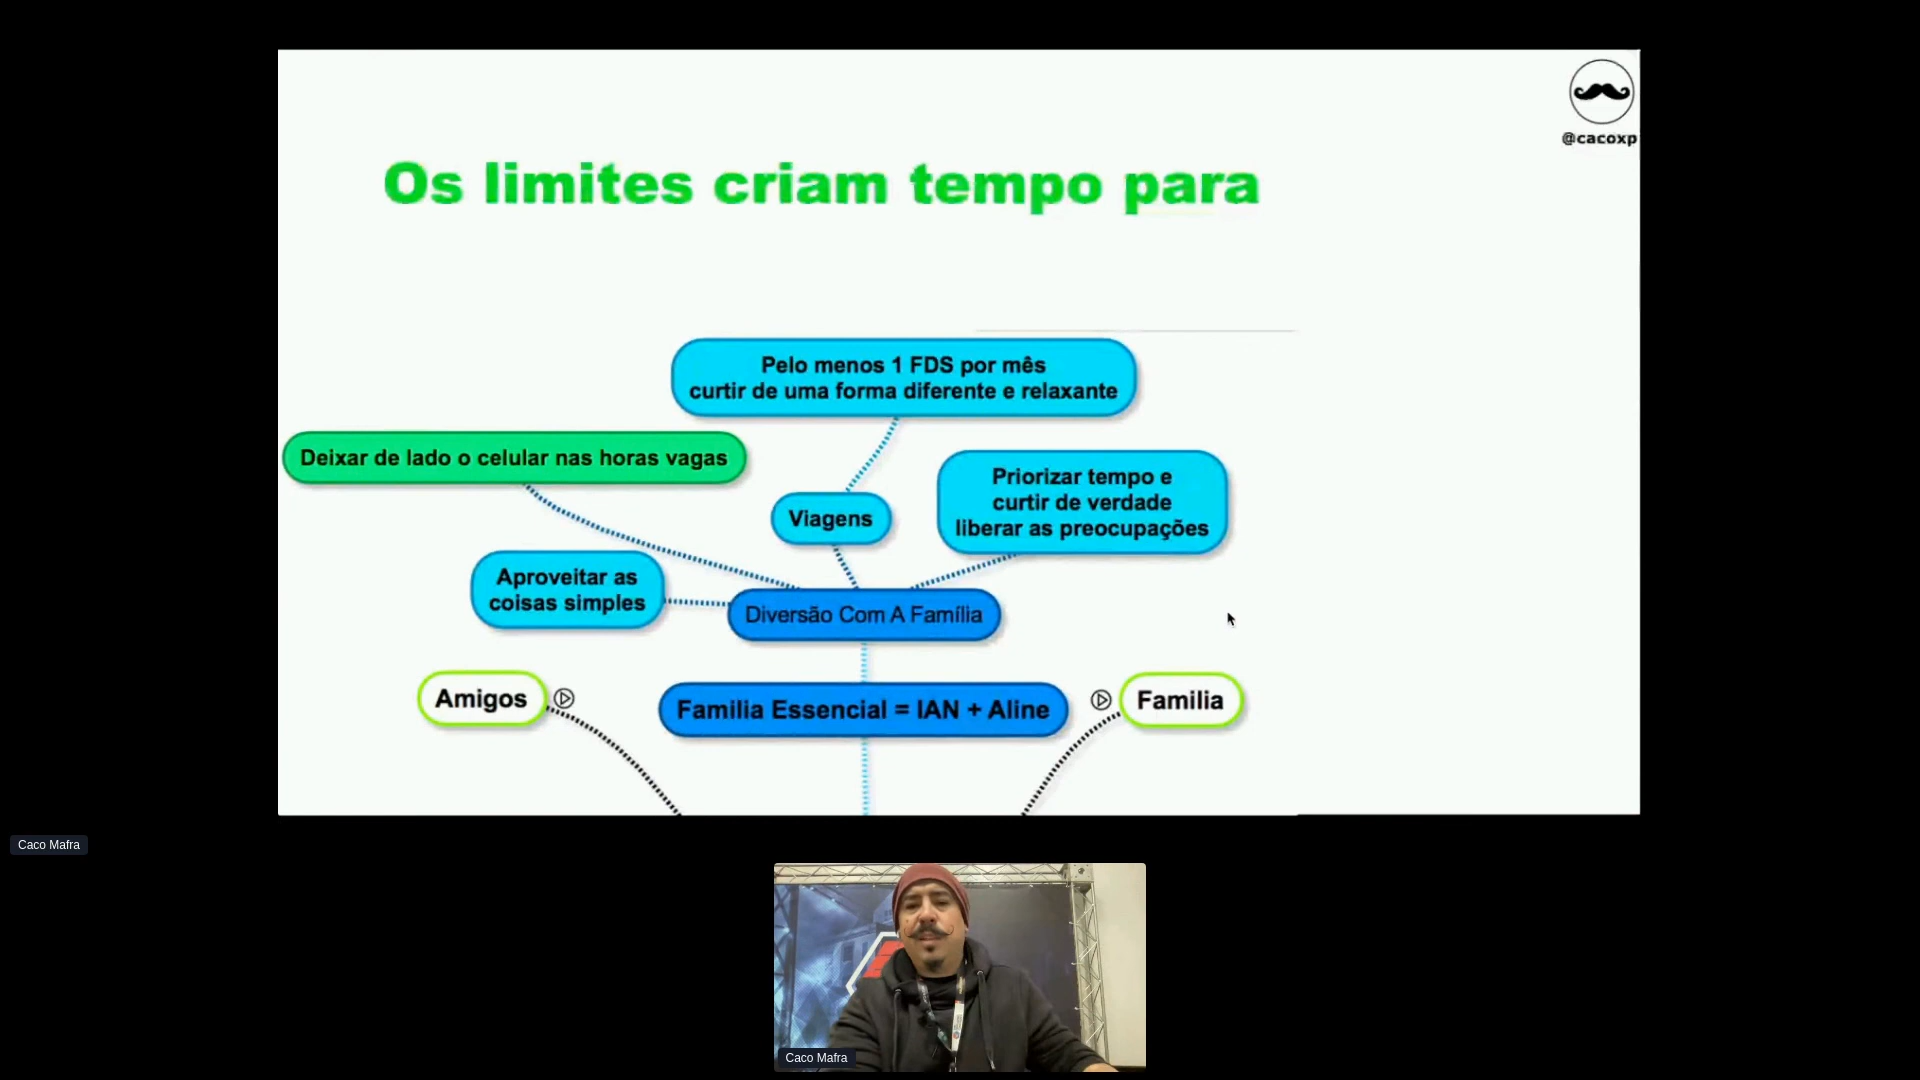 @cacoxp
Os limites criam tempo para
Pelo menos 1 FDS por mês
curtir de uma forma diferente e relaxante
Deixar de lado o celular nas horas vagas
Priorizar tempo e
curtir de verdade
liberar as preocupações
Viagens
Aproveitar as
coisas simples
Diversão Com A Família
Amigos
Familia Essencial = IAN + Aline
Familia
Caco Mafra
Caco Mafra